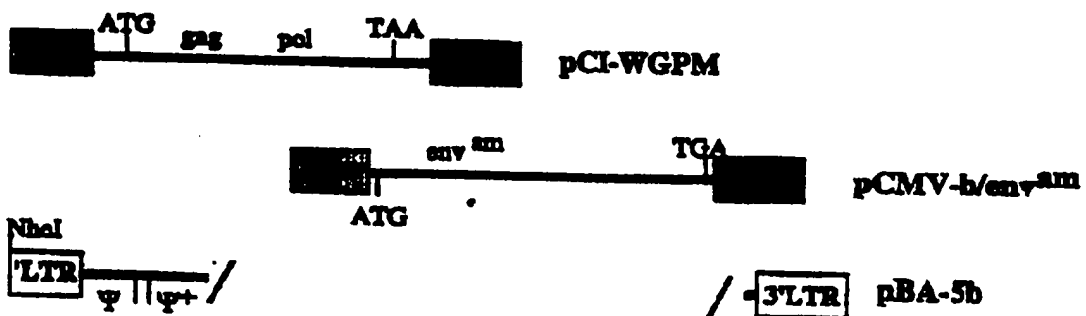 ATG gag pol TAA
pCI-WGPM
env am TGA
ATG
pCMV-b/env am
NheI
'LTR
Ψ Ψ+
3'LTR
pBA-5b